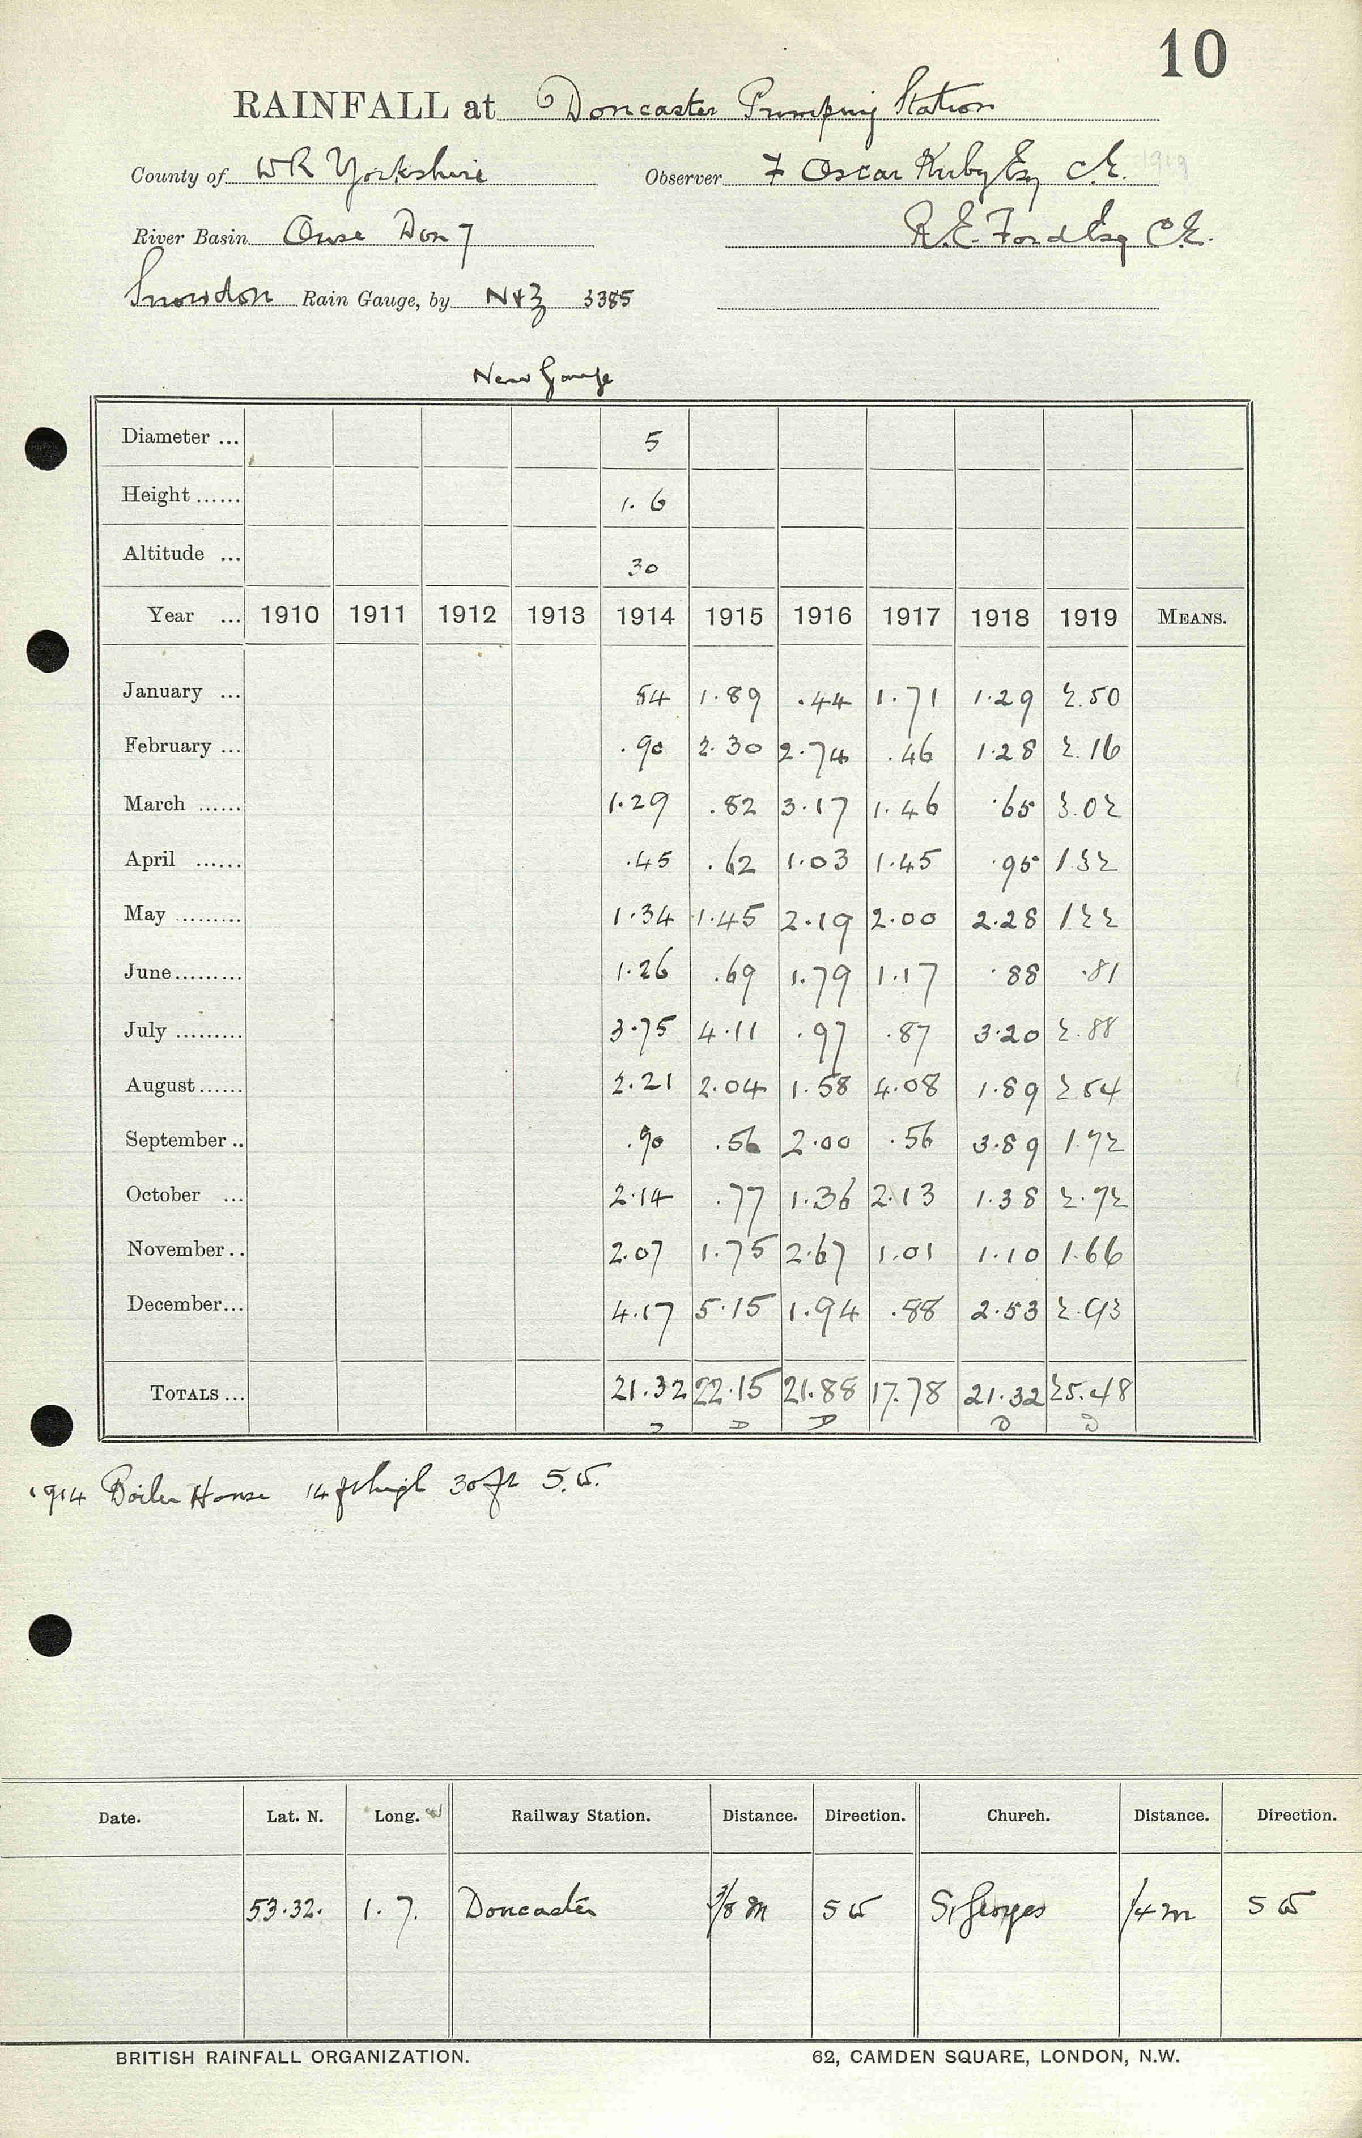 10
RAINFALL at Doncaster Pumping Station
County of WR Yorkshire Observer F Oscar Kirby Esq C.E. 1919
River Basin Ouse Don 7 R.E. Ford Esq C.E.
Snowdon Rain Gauge, by N&Z 3385
New Gauge
Diameter ... 5
Height ...... 1.6
Altitude ... 30
Year ... 1910 1911 1912 1913 1914 1915 1916 1917 1918 1919 MEANS.
January ... 84 1.89 .44 1.71 1.29 2.50
February ... .90 2.30 2.74 .46 1.28 2.16
March ...... 1.29 .82 3.17 1.46 .65 3.02
April ...... .45 .62 1.03 1.45 .95 1.32
May ......... 1.34 1.45 2.19 2.00 2.28 1 22
June......... 1.26 .69 1.79 1.17 .88 .81
July ......... 3.75 4.11 .97 .87 3.20 2.88
August...... 2.21 2.04 1.58 4.08 1.89 2.54
September .. .90 .56 2.00 .56 3.89 1.72
October ... 2.14 .77 1.36 2.13 1.38 2.72
November .. 2.07 1.75 2.67 1.01 1.10 1.66
December... 4.17 5.15 1.94 .88 2.53 2.93
TOTALS ... 21.32 22.15 21.88 17.78 21.32 25.48
D D D D D
1914 Boiler House 14 ft high 30 ft S.W.
Date. Lat. N. Long. W Railway Station. Distance. Direction. Church. Distance. Direction.
53.32. 1. 7. Doncaster 3/8 m SW St Georges 1/4 m SW
BRITISH RAINFALL ORGANIZATION. 62, CAMDEN SQUARE, LONDON, N.W.